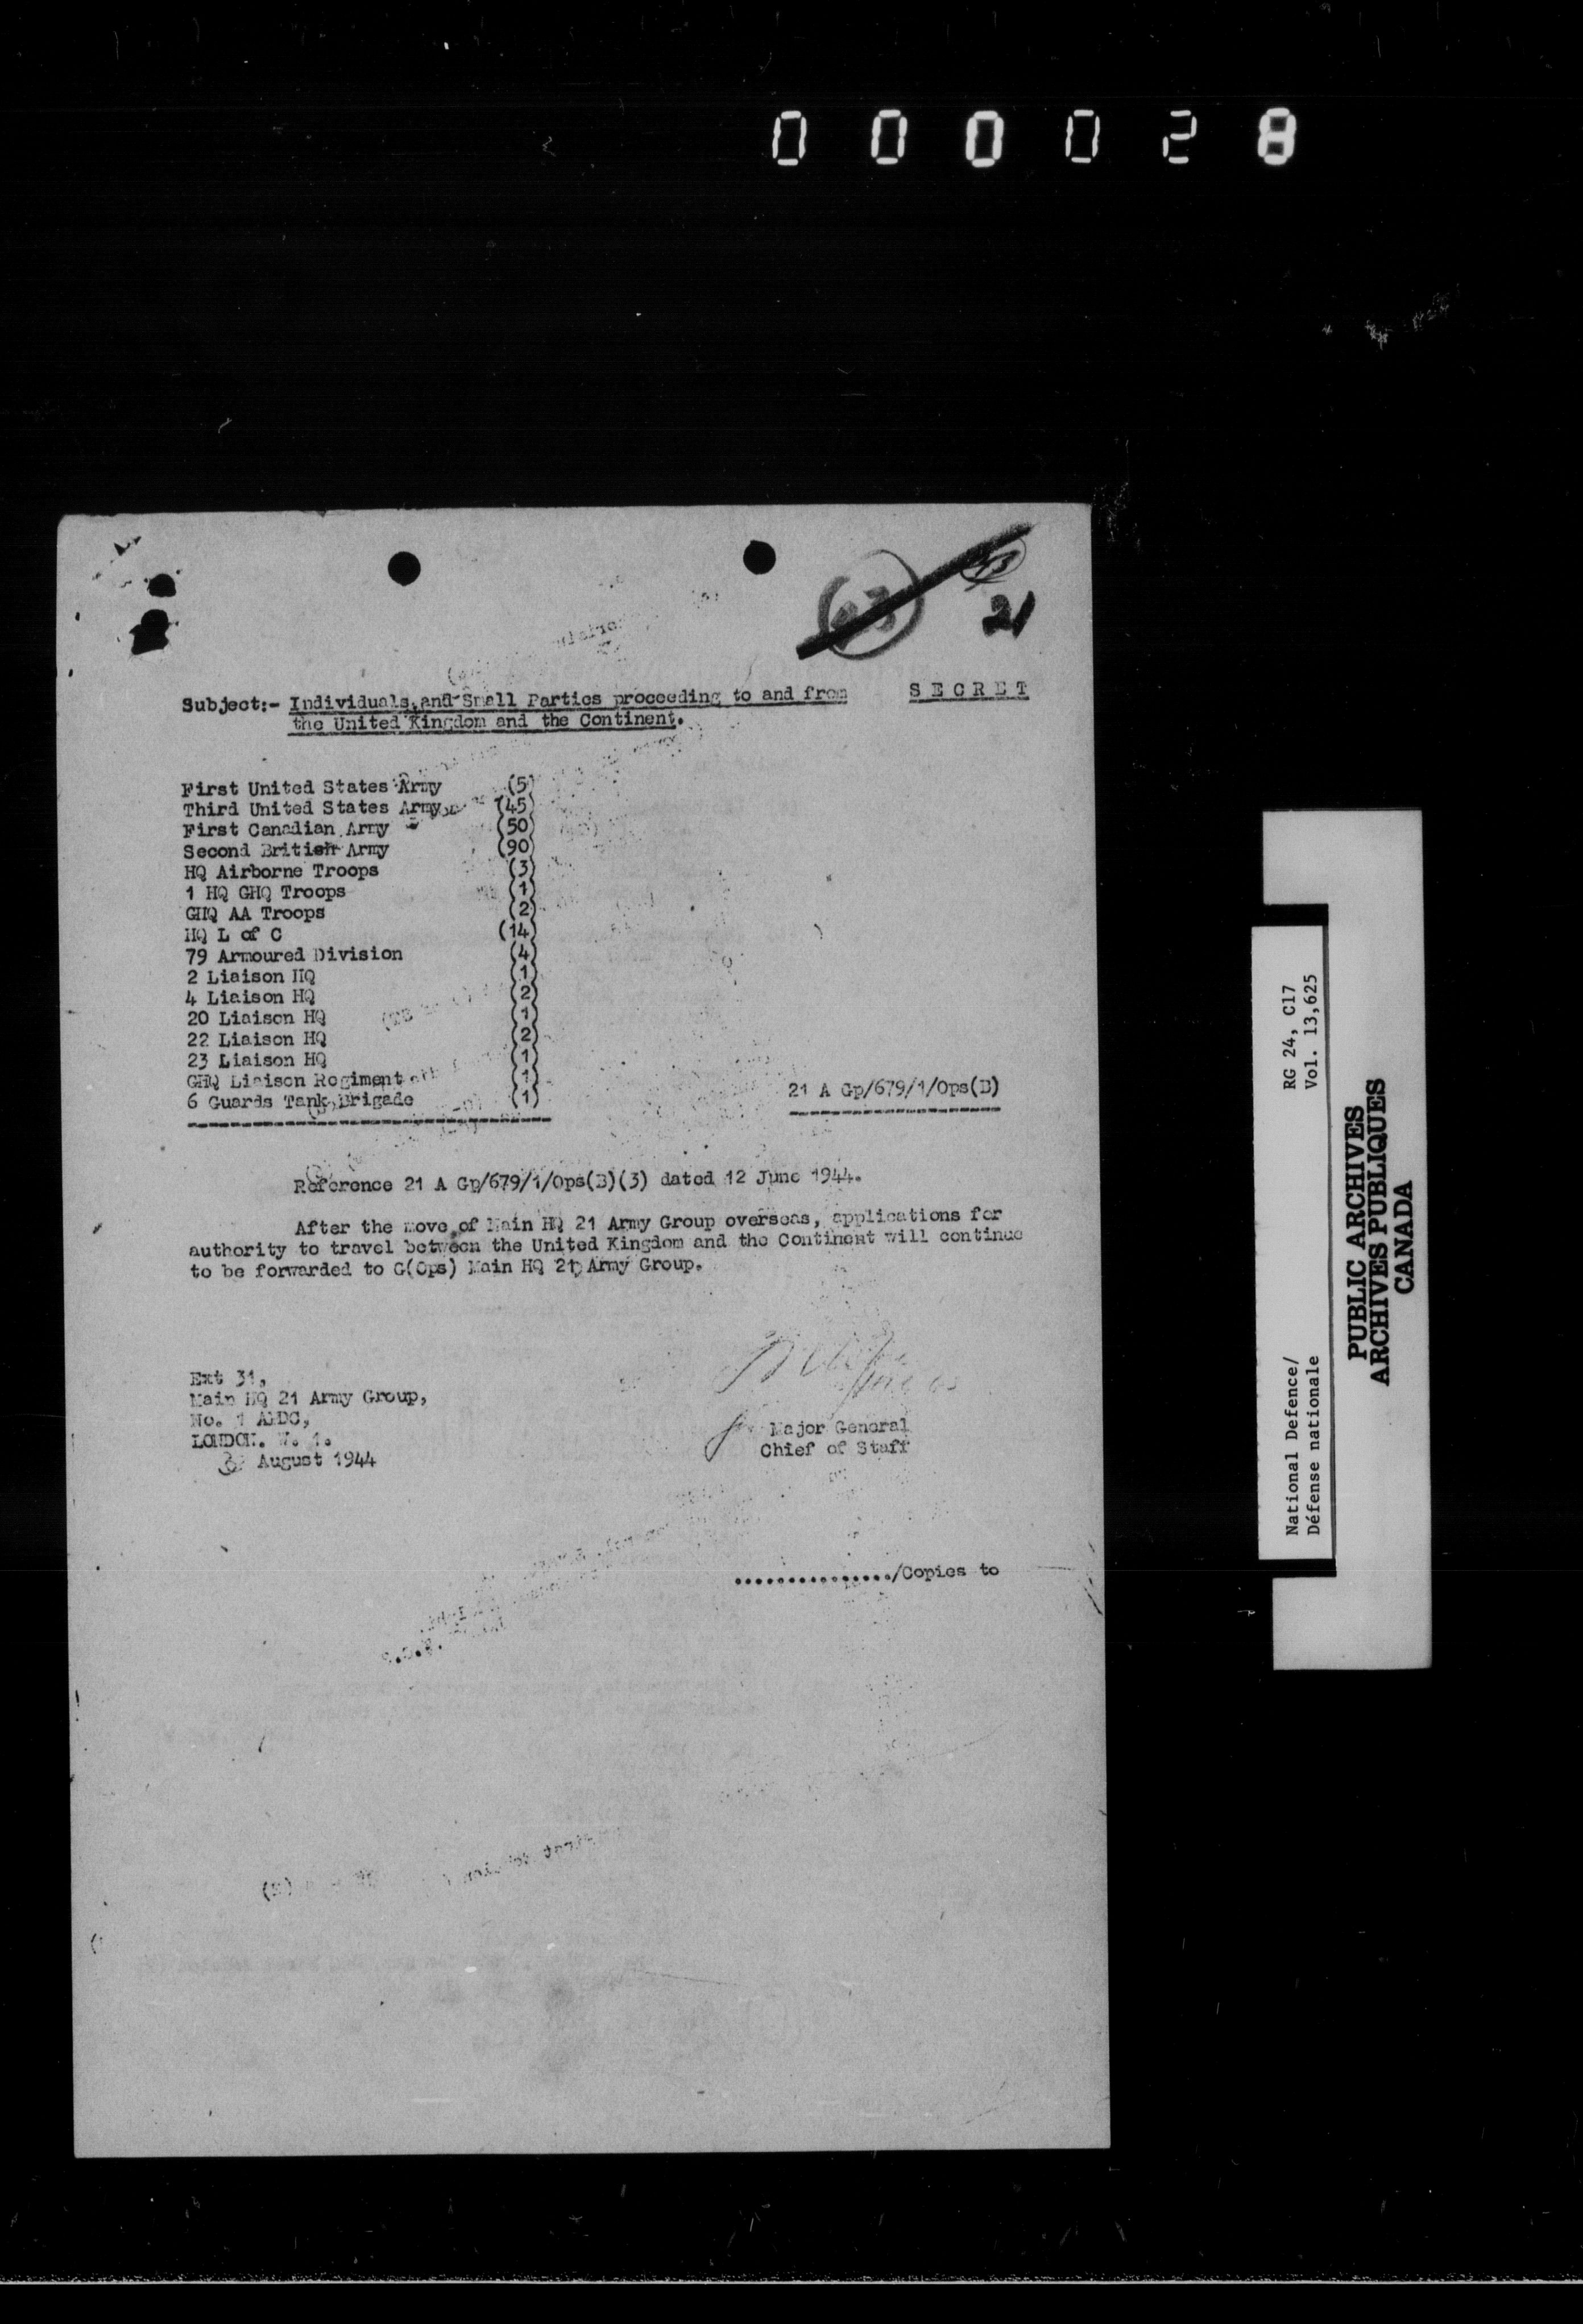 000028
21
Subject:- Individuals and Small Parties proceeding to and from
the United Kingdom and the Continent.
S E C R E T
First United States Army (5)
Third United States Army (45)
First Canadian Army (50)
Second British Army (90)
HQ Airborne Troops (3)
1 HQ GHQ Troops (1)
GHQ AA Troops (2)
HQ L of C (14)
79 Armoured Division (4)
2 Liaison HQ (1)
4 Liaison HQ (2)
20 Liaison HQ (1)
22 Liaison HQ (2)
23 Liaison HQ (1)
GHQ Liaison Regiment (1)
6 Guards Tank Brigade (1)
21 A Gp/679/1/Ops(B)
Reference 21 A Gp/679/1/Ops(B)(3) dated 12 June 1944.
After the move of Main HQ 21 Army Group overseas, applications for
authority to travel between the United Kingdom and the Continent will continue
to be forwarded to G(Ops) Main HQ 21 Army Group.
Ext 31,
Main HQ 21 Army Group,
No. 1 APDC,
LONDON. W. 1.
August 1944
Major General
Chief of Staff
.............../Copies to
National Defence/
Défense nationale
RG 24, C17
Vol. 13,625
PUBLIC ARCHIVES
ARCHIVES PUBLIQUES
CANADA